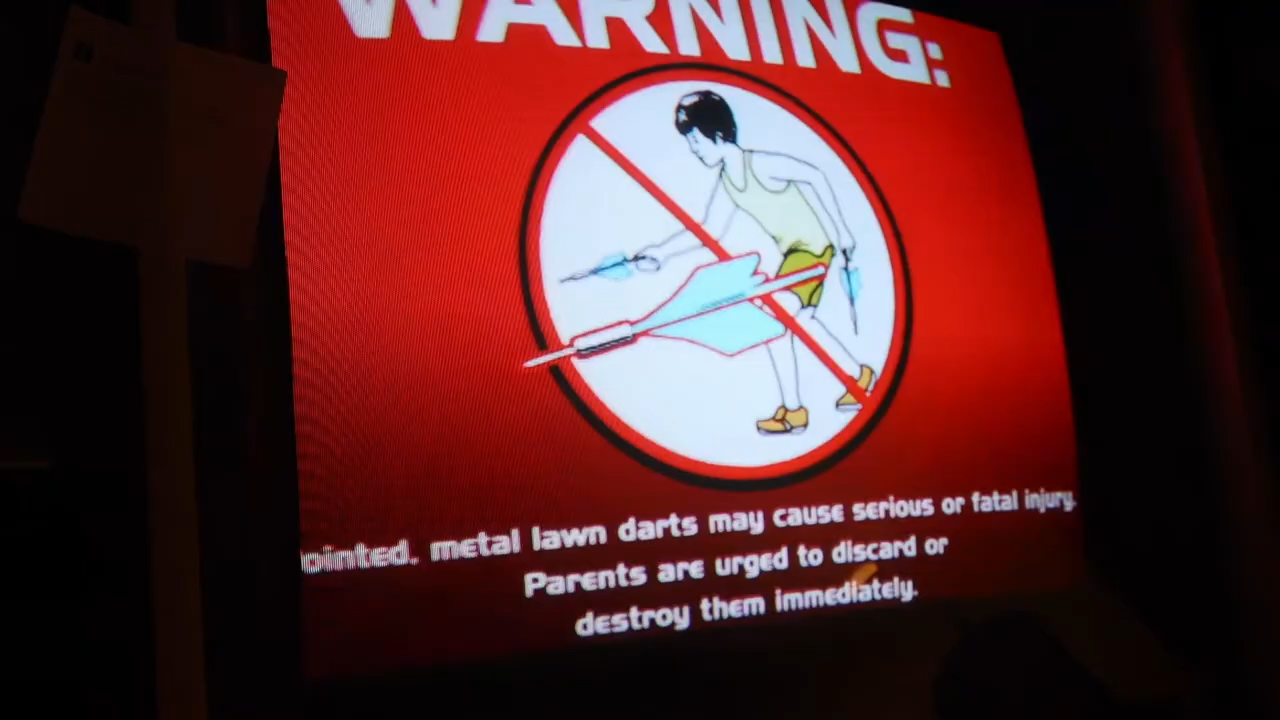 WARNING:
ointed, metal lawn darts may cause serious or fatal injury.
Parents are urged to discard or
destroy them immediately.